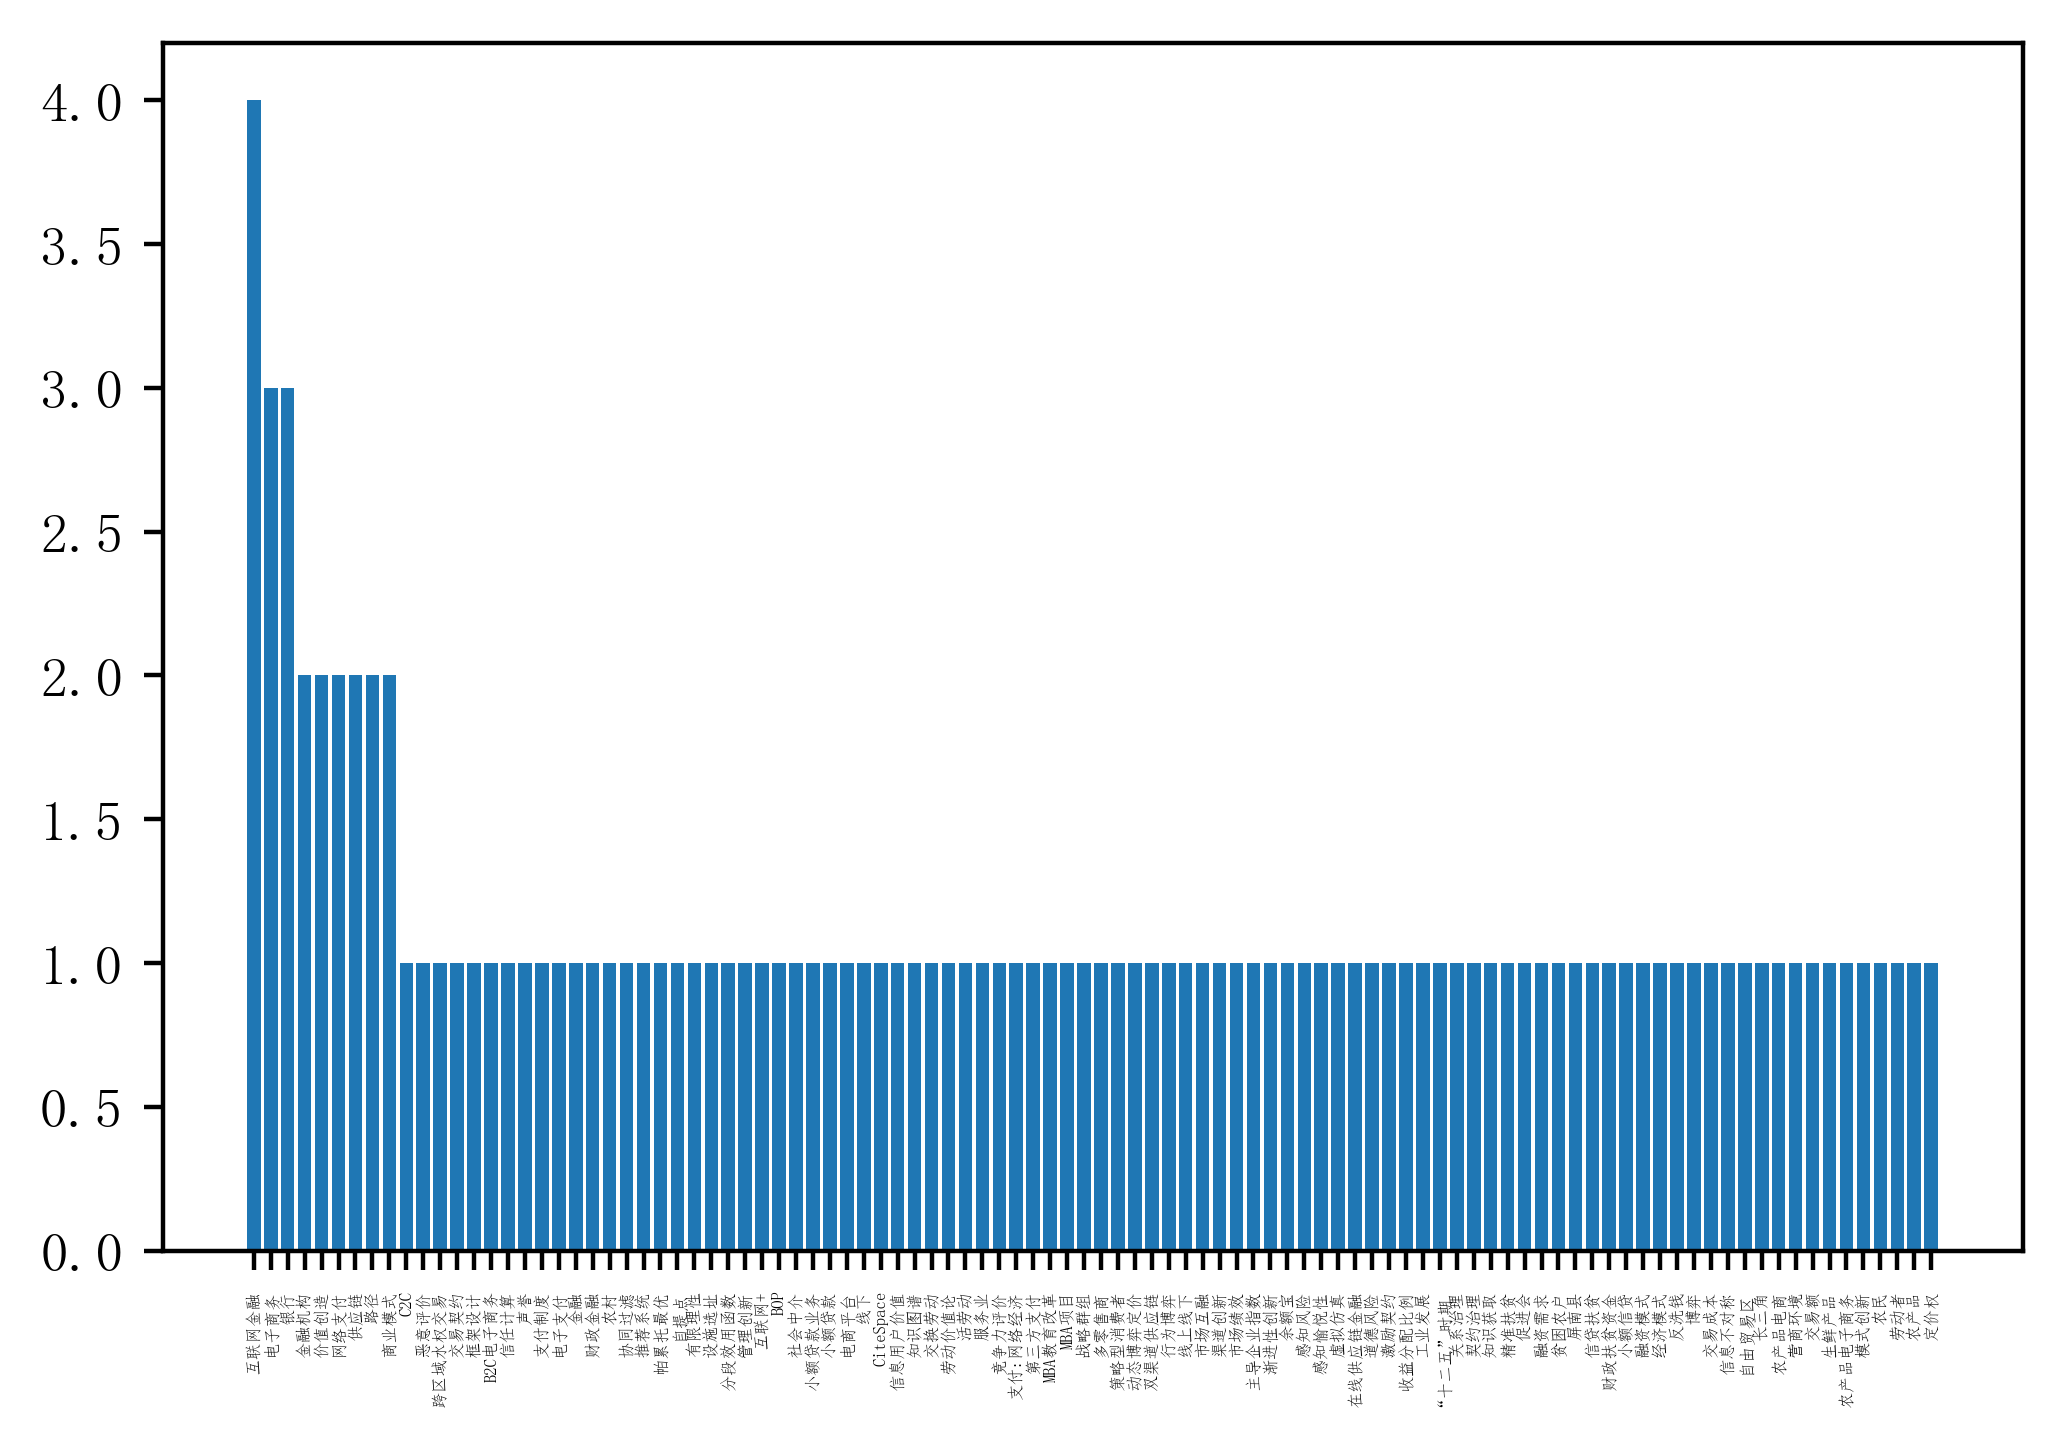 4.0
3.5
3.0
2.5
2.0
1.5
1.0
0.5
0.0
互联网金融
电子商务
银行
金融机构
价值创造
网络支付
供应链
路径
商业模式
C2C
恶意评价
跨区域水权交易
交易契约
框架设计
B2C电子商务
信任计算
声誉
支付制度
电子支付
金融
财政金融
农村
协同过滤
推荐系统
帕累托最优
自提点
有限理性
设施选址
分段效用函数
管理创新
互联网+
BOP
社会中介
小额贷款业务
小额贷款
电商平台
线下
CiteSpace
信息用户价值
知识图谱
交换劳动
劳动价值论
活劳动
服务业
竞争力评价
支付:网络经济
第三方支付
MBA教育改革
MBA项目
战略群组
多零售商
策略型消费者
动态博弈定价
双渠道供应链
行为博弈
线上线下
市场互融
渠道创新
市场绩效
主导企业指数
渐进性创新
余额宝
感知风险
感知愉悦性
虚拟仿真
在线供应链金融
道德风险
激励契约
收益分配比例
工业发展
“十二五”时期
关系治理
契约治理
知识获取
精准扶贫
促进会
融资需求
贫困农户
屏南县
信贷扶贫
财政扶贫资金
小额信贷
融资模式
经济模式
反洗钱
博弈
交易成本
信息不对称
自由贸易区
长三角
农产品电商
营商环境
交易额
生鲜产品
农产品电子商务
模式创新
农民
劳动者
农产品
定价权